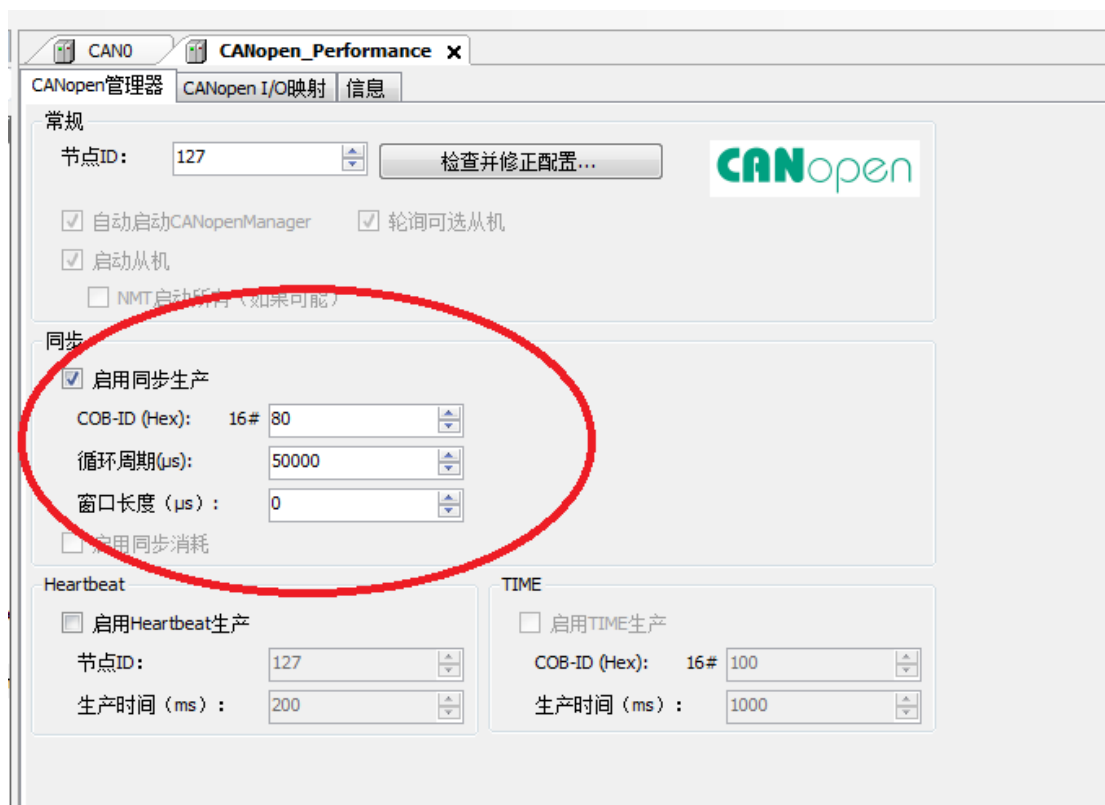 CAN0 CANopen_Performance
CANopen管理器 CANopen I/O映射 信息
常规
节点ID: 127 检查并修正配置... CANopen
自动启动CANopenManager 轮询可选从机
启动从机
NMT启动所有（如果可能）
同步
启用同步生产
COB-ID (Hex): 16# 80
循环周期(μs): 50000
窗口长度（μs）: 0
启用同步消耗
Heartbeat TIME
启用Heartbeat生产 启用TIME生产
节点ID: 127 COB-ID (Hex): 16# 100
生产时间（ms）: 200 生产时间（ms）: 1000